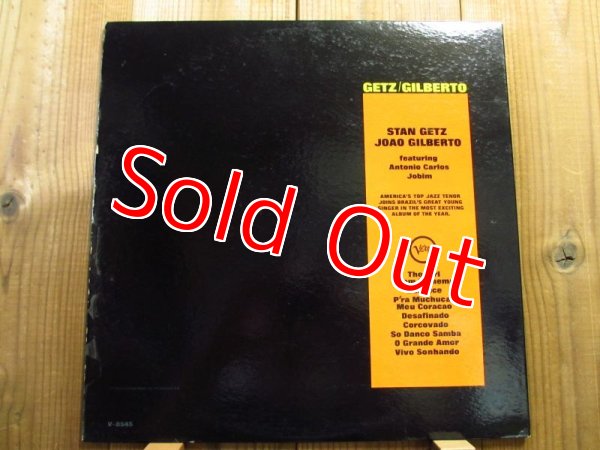 GETZ/GILBERTO
STAN GETZ
JOAO GILBERTO
featuring
Antonio Carlos
Jobim
AMERICA'S TOP JAZZ TENOR
JOINS BRAZIL'S GREAT YOUNG
SINGER IN THE MOST EXCITING
ALBUM OF THE YEAR.
Sold Out
P'ra Machucar
Meu Coracao
Desafinado
Corcovado
So Danco Samba
O Grande Amor
Vivo Sonhando
V-8545